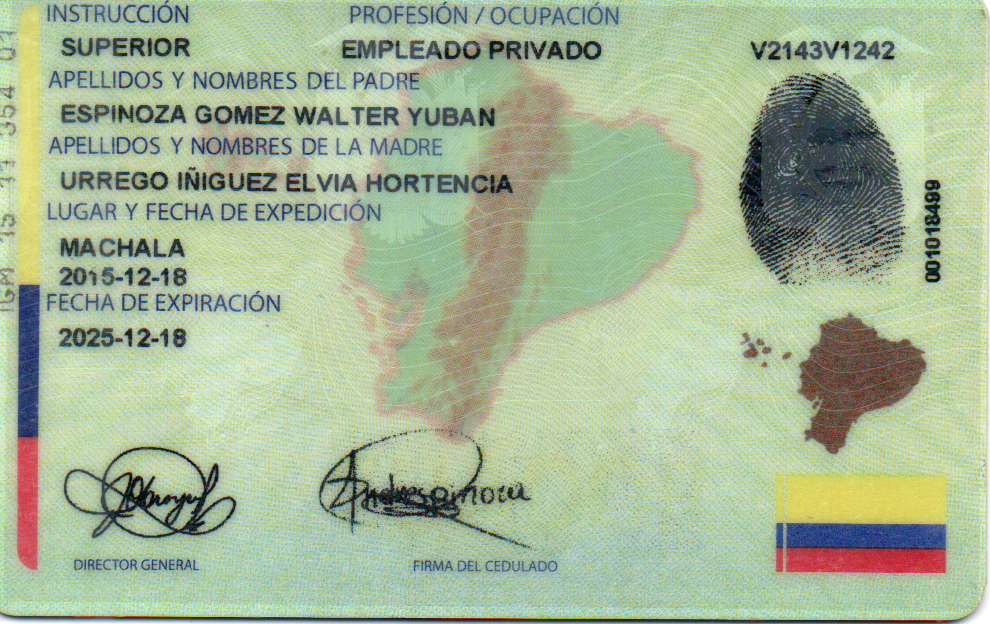 INSTRUCCIÓN PROFESIÓN / OCUPACIÓN
SUPERIOR EMPLEADO PRIVADO V2143V1242
APELLIDOS Y NOMBRES DEL PADRE
ESPINOZA GOMEZ WALTER YUBAN
APELLIDOS Y NOMBRES DE LA MADRE
URREGO IÑIGUEZ ELVIA HORTENCIA
LUGAR Y FECHA DE EXPEDICIÓN
MACHALA
2015-12-18
FECHA DE EXPIRACIÓN
2025-12-18
001018499
DIRECTOR GENERAL FIRMA DEL CEDULADO